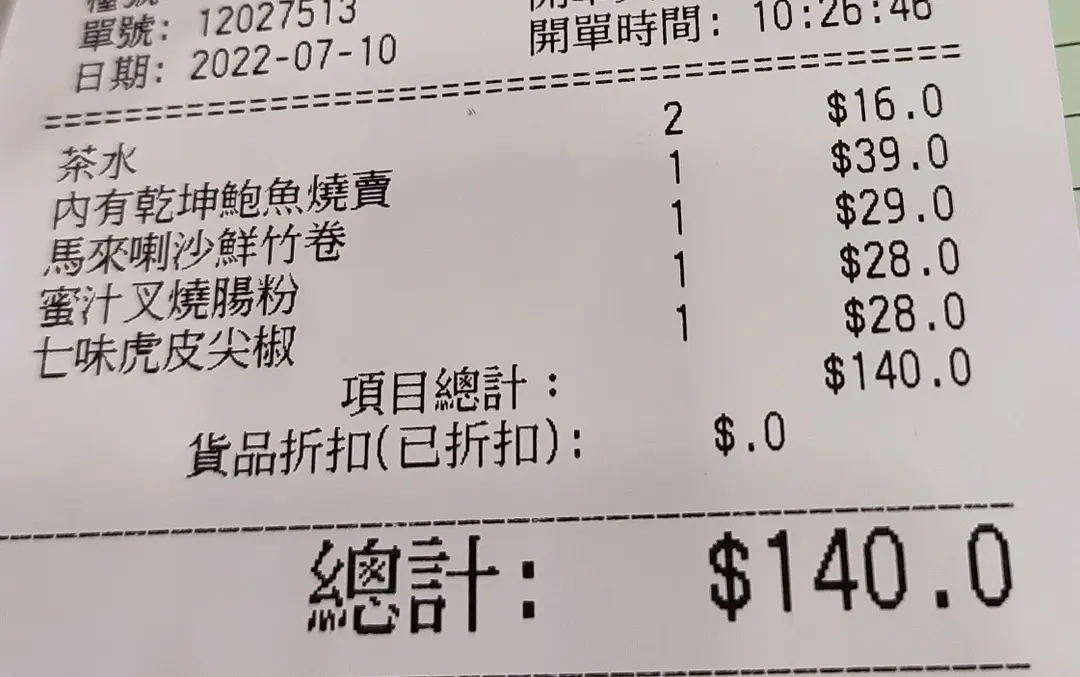 單號: 12027513
開單時間: 10:26:46
日期: 2022-07-10
茶水 2 $16.0
內有乾坤鮑魚燒賣 1 $39.0
馬來喇沙鮮竹卷 1 $29.0
蜜汁叉燒腸粉 1 $28.0
七味虎皮尖椒 1 $28.0
項目總計： $140.0
貨品折扣(已折扣): $.0
總計: $140.0